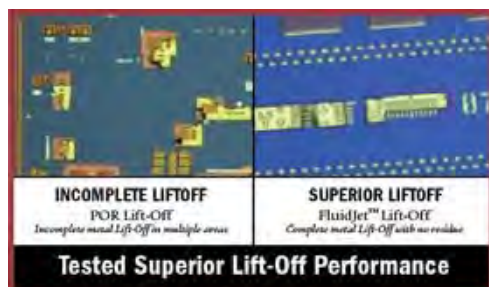 INCOMPLETE LIFTOFF
POR Lift-Off
Incomplete metal Lift-Off in multiple areas
SUPERIOR LIFTOFF
FluidJet™ Lift-Off
Complete metal Lift-Off with no residue
Tested Superior Lift-Off Performance